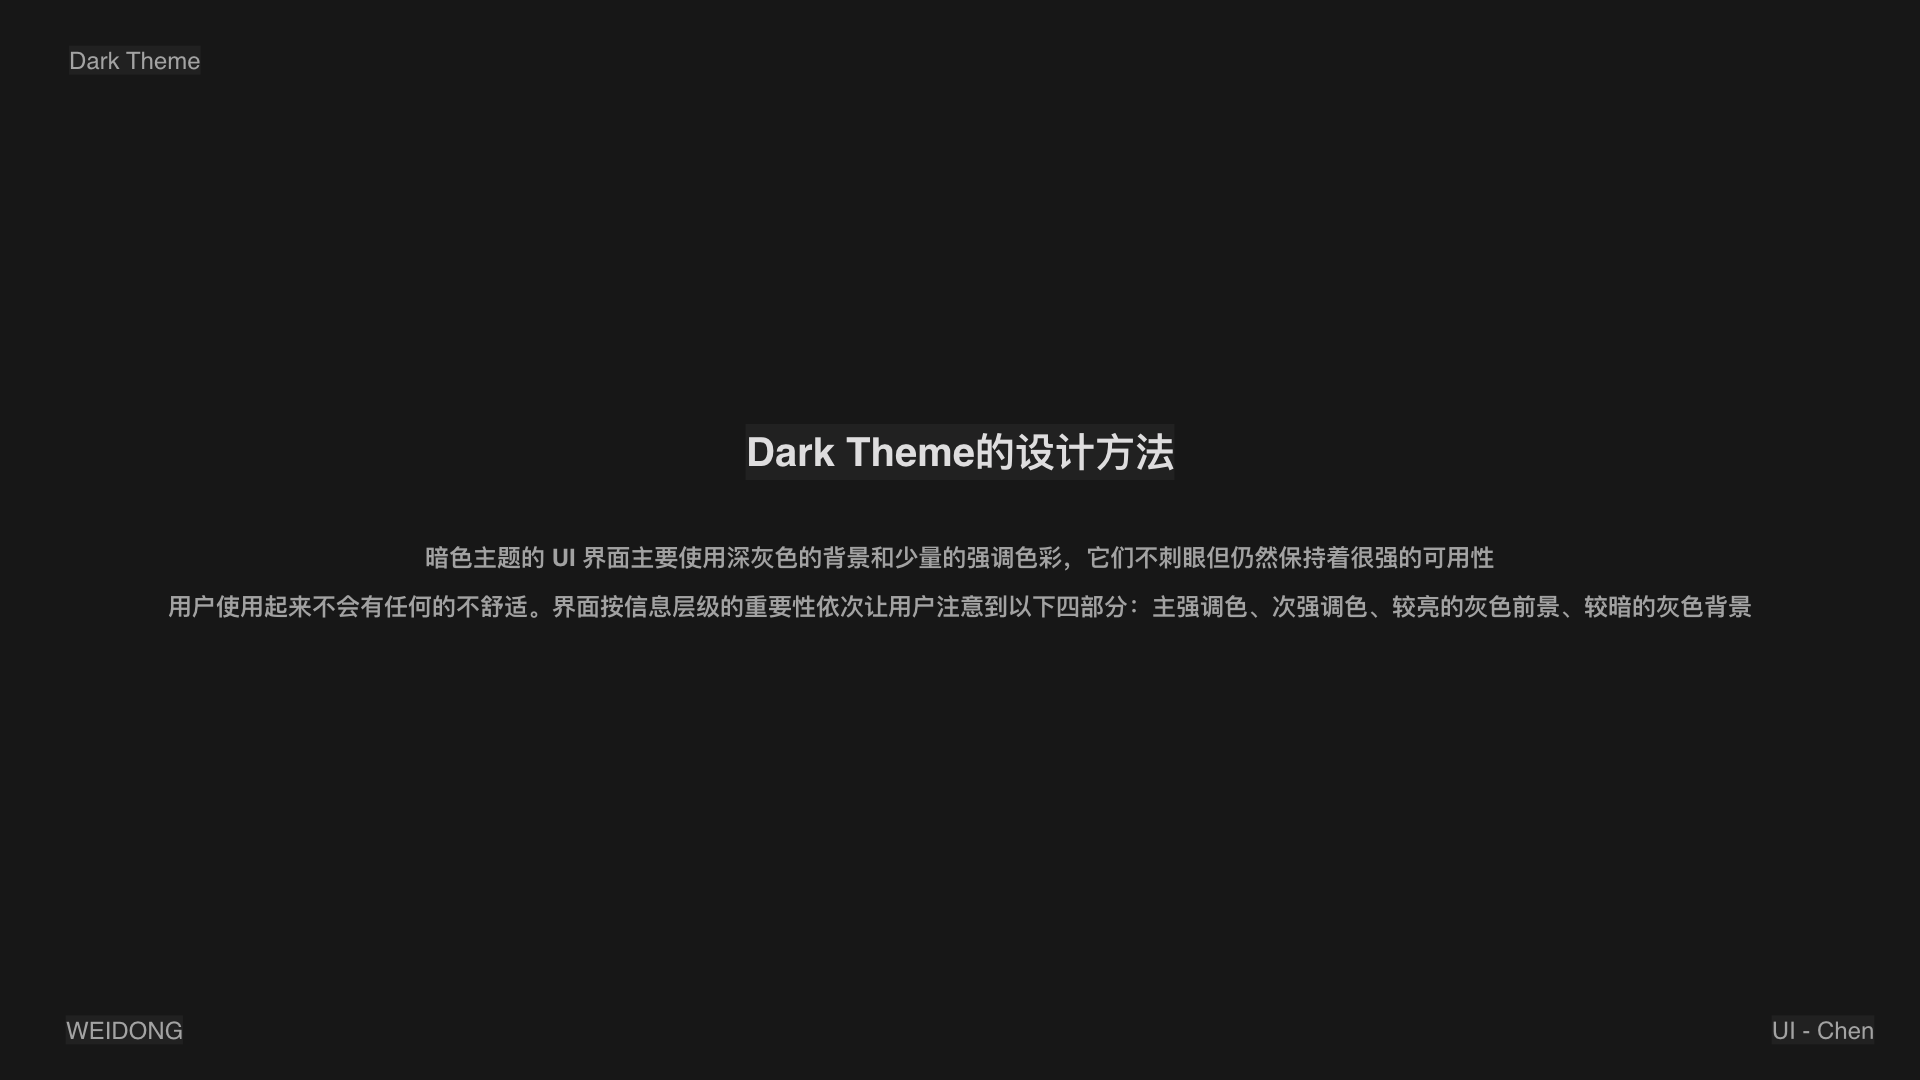 Dark Theme
Dark Theme的设计方法
暗色主题的 UI 界面主要使用深灰色的背景和少量的强调色彩，它们不刺眼但仍然保持着很强的可用性
用户使用起来不会有任何的不舒适。界面按信息层级的重要性依次让用户注意到以下四部分：主强调色、次强调色、较亮的灰色前景、较暗的灰色背景
WEIDONG
UI - Chen